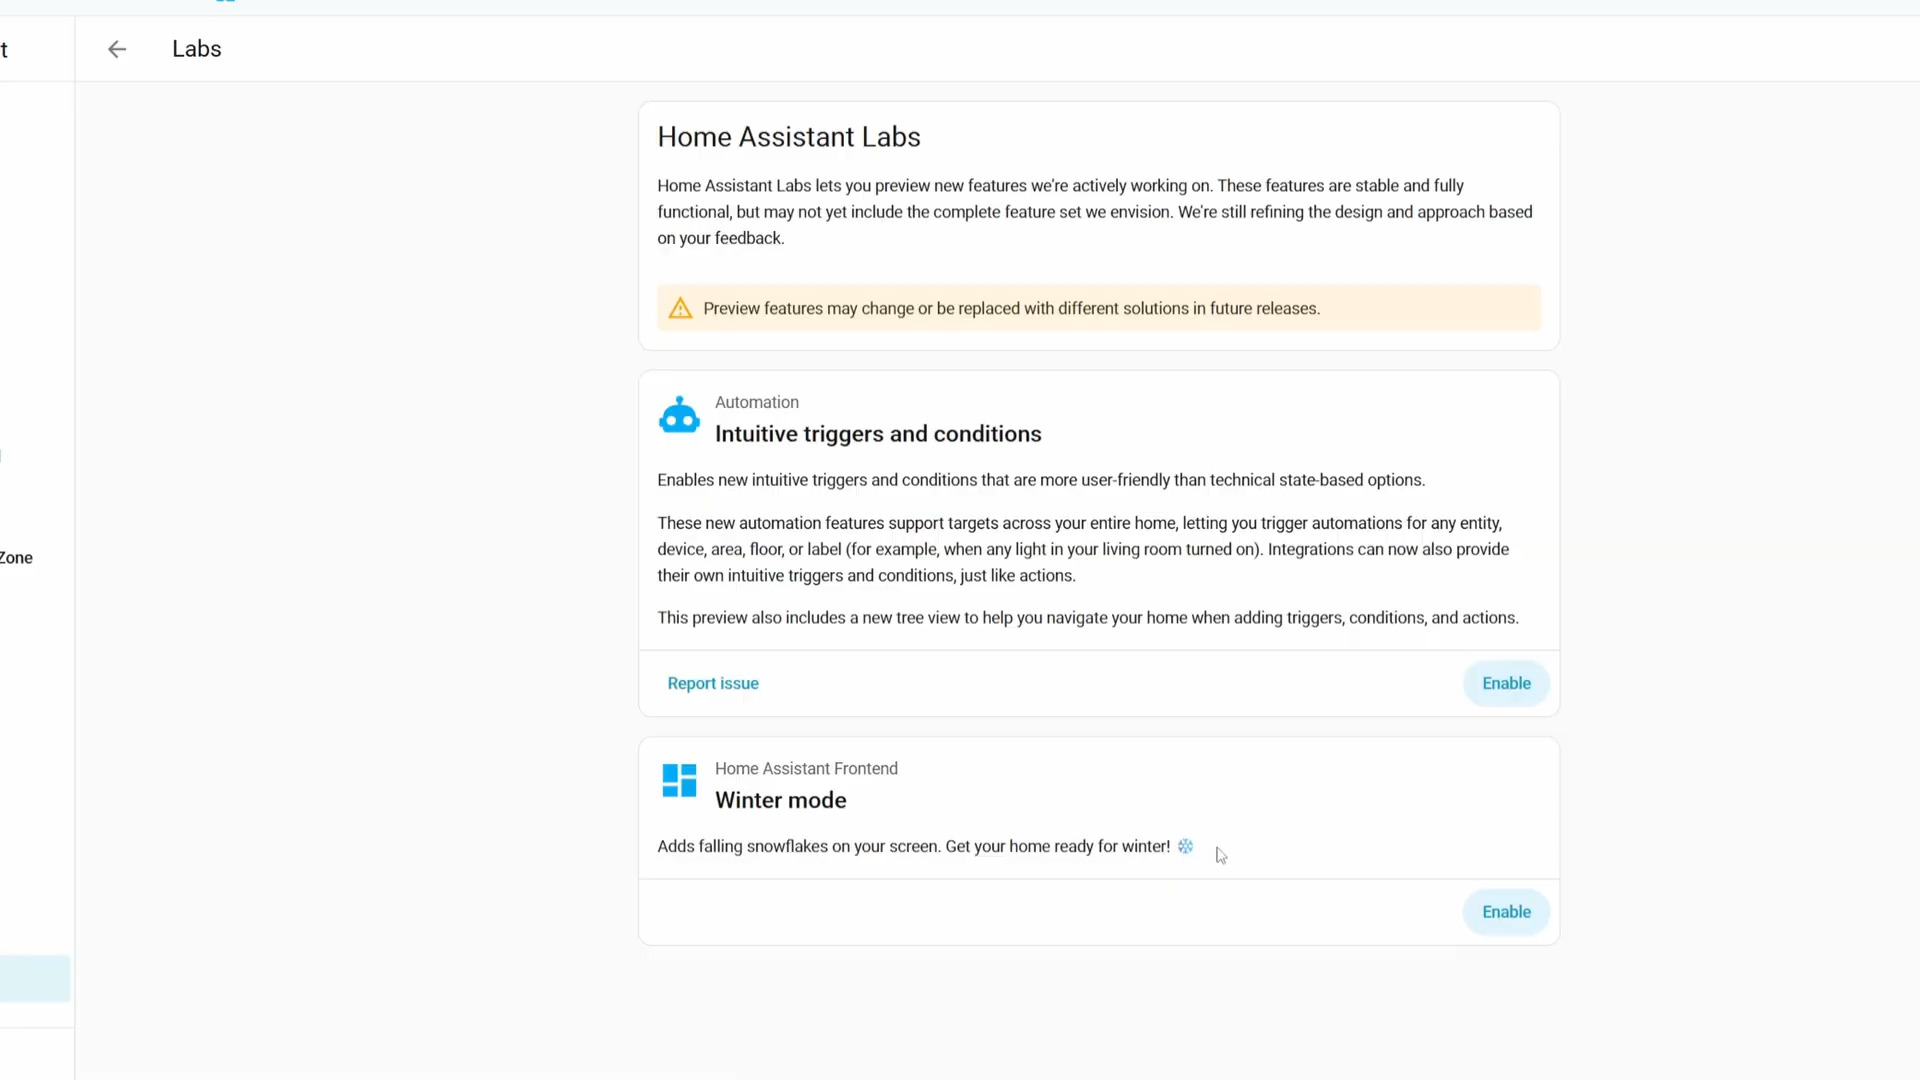 t
Labs
Home Assistant Labs
Home Assistant Labs lets you preview new features we're actively working on. These features are stable and fully
functional, but may not yet include the complete feature set we envision. We're still refining the design and approach based
on your feedback.
Preview features may change or be replaced with different solutions in future releases.
Automation
Intuitive triggers and conditions
Enables new intuitive triggers and conditions that are more user-friendly than technical state-based options.
These new automation features support targets across your entire home, letting you trigger automations for any entity,
device, area, floor, or label (for example, when any light in your living room turned on). Integrations can now also provide
their own intuitive triggers and conditions, just like actions.
Zone
This preview also includes a new tree view to help you navigate your home when adding triggers, conditions, and actions.
Report issue
Enable
Home Assistant Frontend
Winter mode
Adds falling snowflakes on your screen. Get your home ready for winter! ❄️
Enable